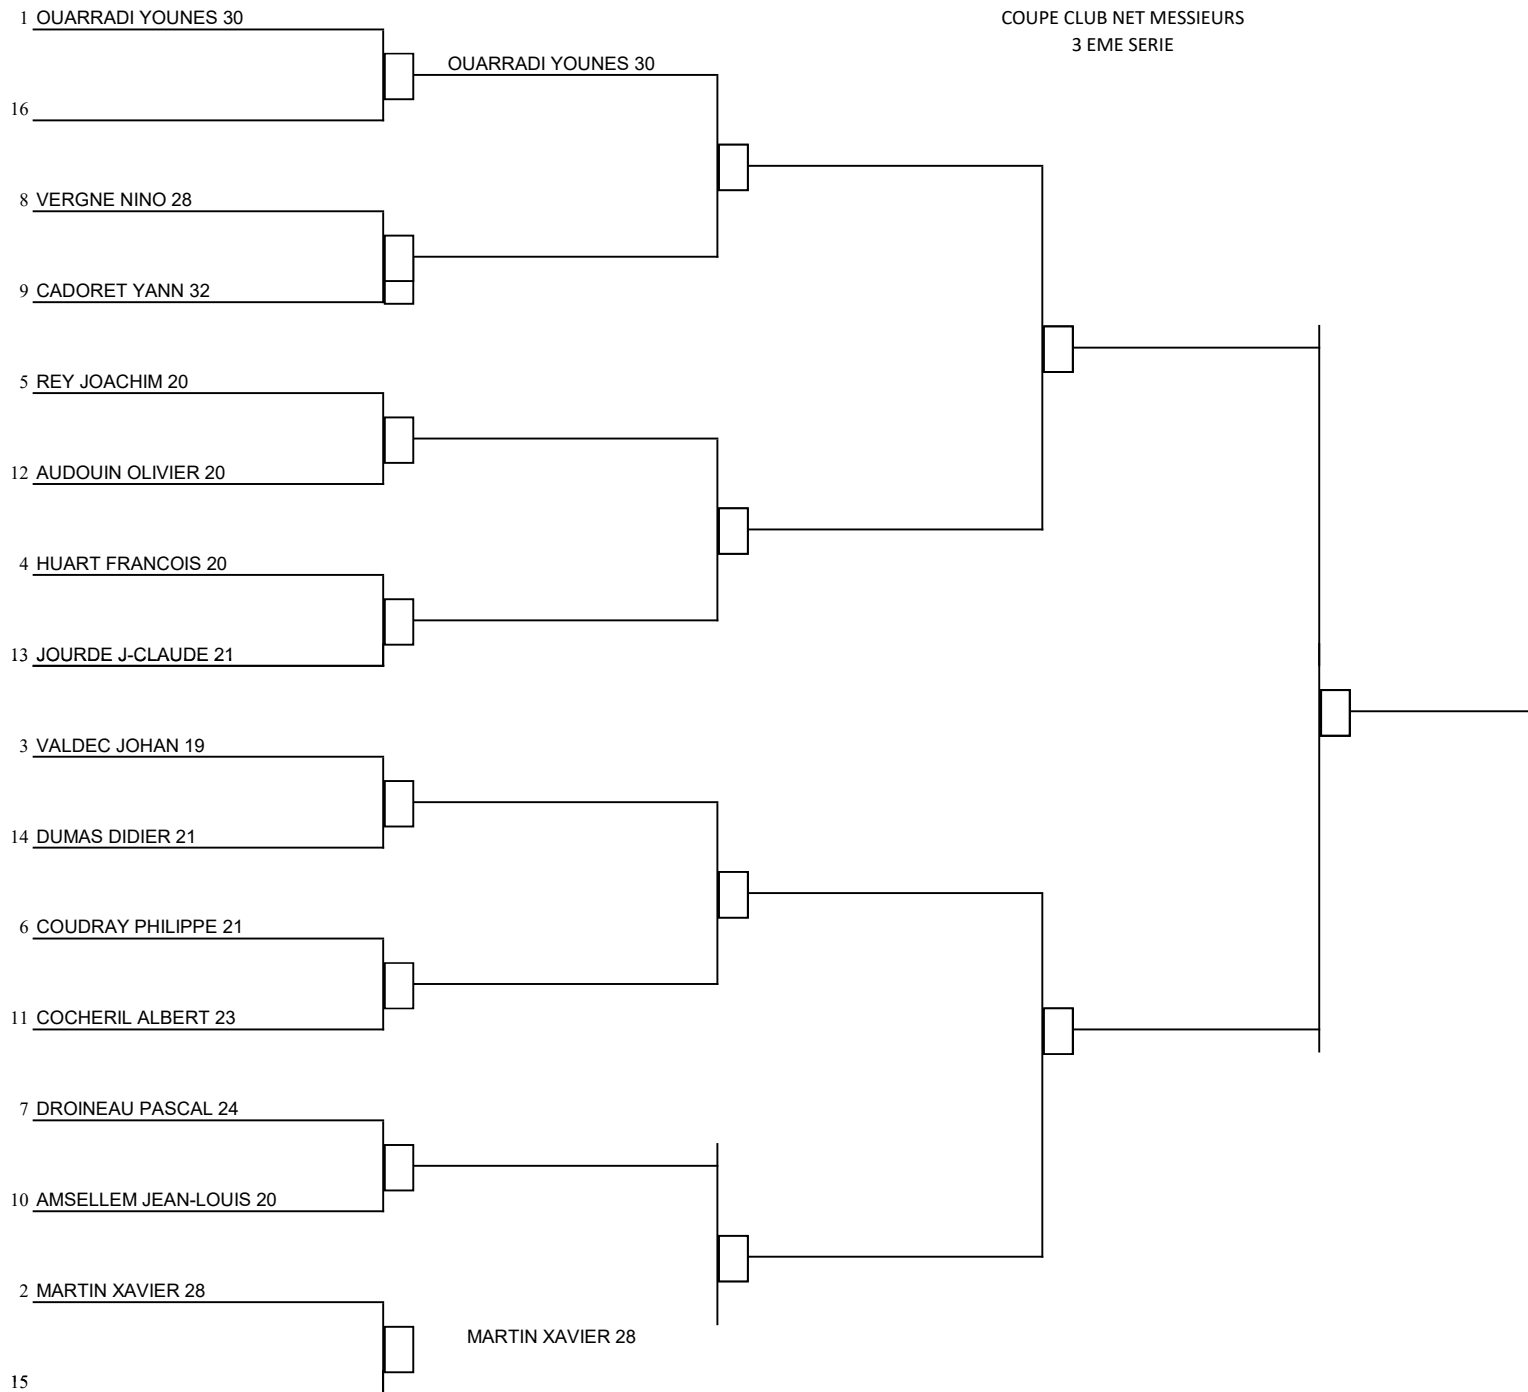 COUPE CLUB NET MESSIEURS
3 EME SERIE
1 OUARRADI YOUNES 30
OUARRADI YOUNES 30
16
8 VERGNE NINO 28
9 CADORET YANN 32
5 REY JOACHIM 20
12 AUDOUIN OLIVIER 20
4 HUART FRANCOIS 20
13 JOURDE J-CLAUDE 21
3 VALDEC JOHAN 19
14 DUMAS DIDIER 21
6 COUDRAY PHILIPPE 21
11 COCHERIL ALBERT 23
7 DROINEAU PASCAL 24
10 AMSELLEM JEAN-LOUIS 20
2 MARTIN XAVIER 28
MARTIN XAVIER 28
15